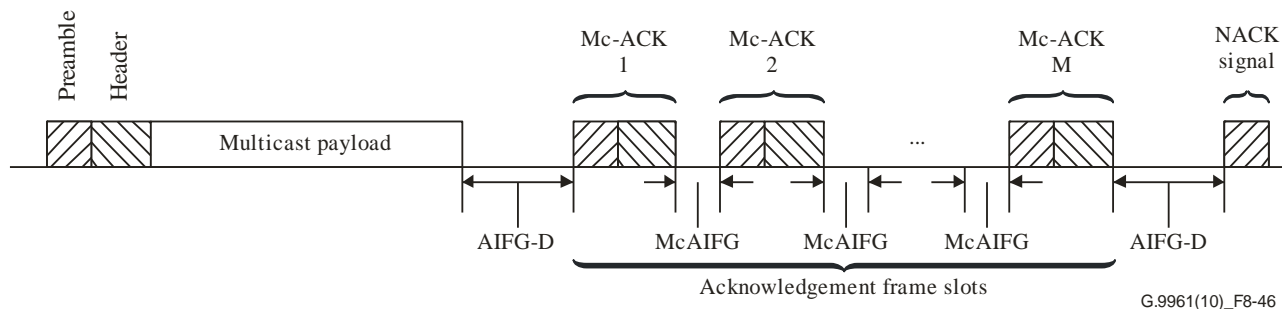 Preamble
Header
Mc-ACK
1
Mc-ACK
2
Mc-ACK
M
NACK
signal
Multicast payload
...
AIFG-D
McAIFG
McAIFG
McAIFG
AIFG-D
Acknowledgement frame slots
G.9961(10)_F8-46